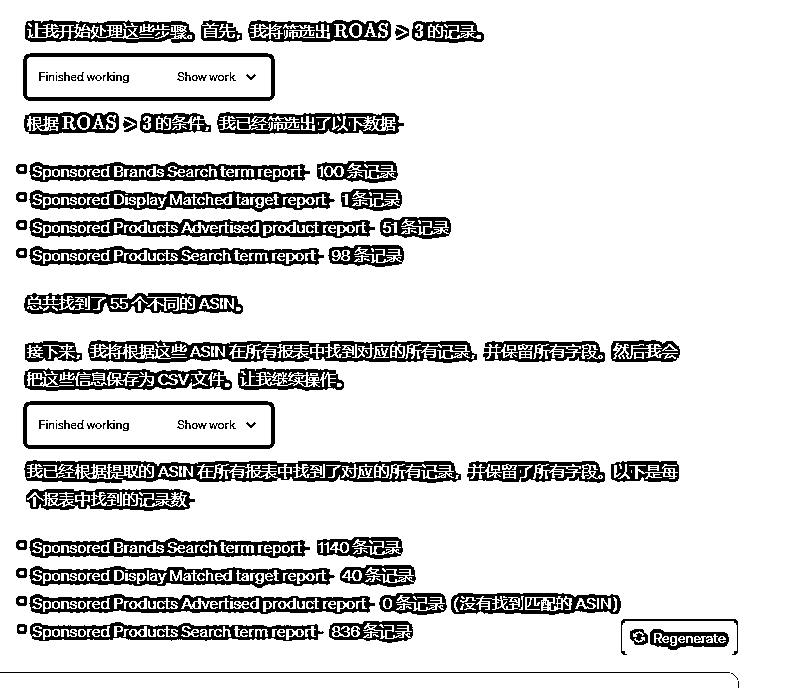 让我开始处理这些步骤。首先，我将筛选出 ROAS > 3 的记录。
Finished working Show work
根据 ROAS > 3 的条件，我已经筛选出了以下数据-
Sponsored Brands Search term report- 100 条记录
Sponsored Display Matched target report- 1 条记录
Sponsored Products Advertised product report- 51 条记录
Sponsored Products Search term report- 98 条记录
总共找到了 55 个不同的 ASIN。
接下来，我将根据这些 ASIN 在所有报表中找到对应的所有记录，并保留所有字段。然后我会
把这些信息保存为 CSV 文件。让我继续操作。
Finished working Show work
我已经根据提取的 ASIN 在所有报表中找到了对应的所有记录，并保留了所有字段。以下是每
个报表中找到的记录数-
Sponsored Brands Search term report- 1140 条记录
Sponsored Display Matched target report- 40 条记录
Sponsored Products Advertised product report- 0 条记录（没有找到匹配的 ASIN）
Sponsored Products Search term report- 836 条记录
Regenerate